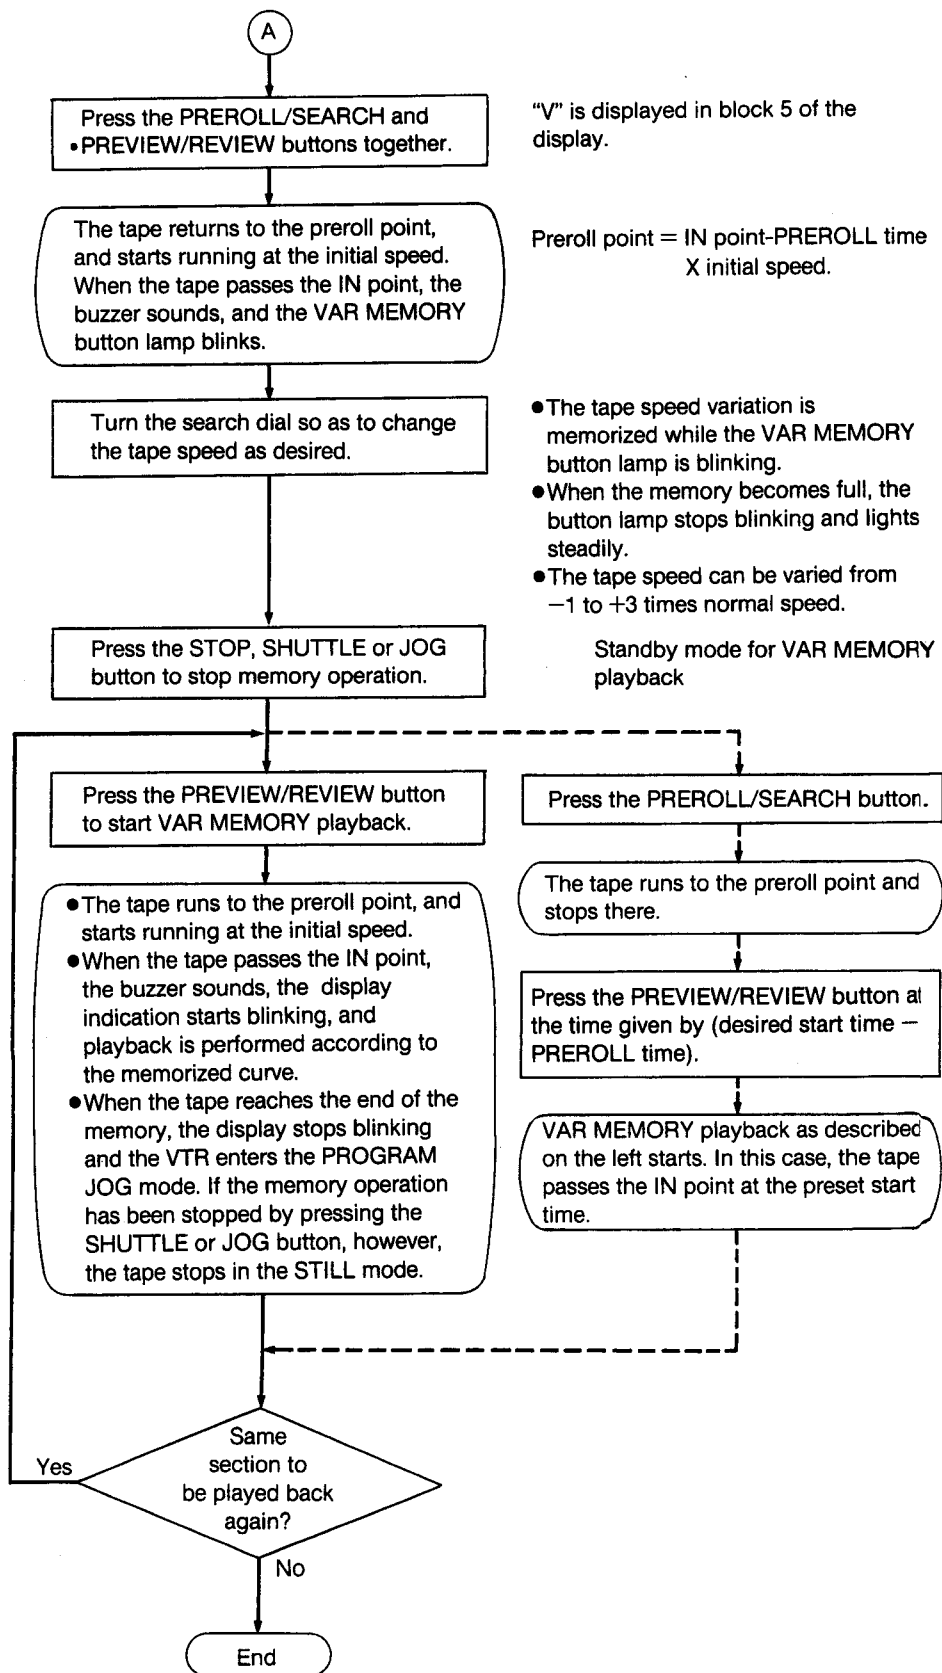 A
Press the PREROLL/SEARCH and
•PREVIEW/REVIEW buttons together.
“V” is displayed in block 5 of the
display.
The tape returns to the preroll point,
and starts running at the initial speed.
When the tape passes the IN point, the
buzzer sounds, and the VAR MEMORY
button lamp blinks.
Preroll point = IN point-PREROLL time
X initial speed.
Turn the search dial so as to change
the tape speed as desired.
●The tape speed variation is
memorized while the VAR MEMORY
button lamp is blinking.
●When the memory becomes full, the
button lamp stops blinking and lights
steadily.
●The tape speed can be varied from
−1 to +3 times normal speed.
Press the STOP, SHUTTLE or JOG
button to stop memory operation.
Standby mode for VAR MEMORY
playback
Press the PREVIEW/REVIEW button
to start VAR MEMORY playback.
●The tape runs to the preroll point, and
starts running at the initial speed.
●When the tape passes the IN point,
the buzzer sounds, the display
indication starts blinking, and
playback is performed according to
the memorized curve.
●When the tape reaches the end of the
memory, the display stops blinking
and the VTR enters the PROGRAM
JOG mode. If the memory operation
has been stopped by pressing the
SHUTTLE or JOG button, however,
the tape stops in the STILL mode.
Press the PREROLL/SEARCH button.
The tape runs to the preroll point and
stops there.
Press the PREVIEW/REVIEW button at
the time given by (desired start time −
PREROLL time).
VAR MEMORY playback as described
on the left starts. In this case, the tape
passes the IN point at the preset start
time.
Same
section to
be played back
again?
Yes
No
End